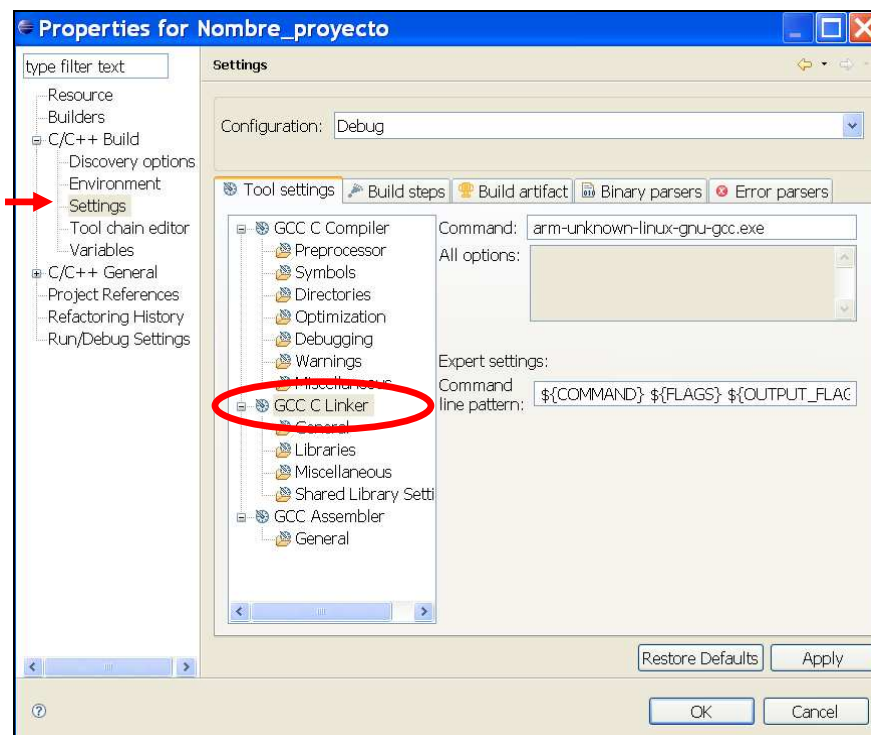 Properties for Nombre_proyecto
type filter text
Resource
Builders
C/C++ Build
Discovery options
Environment
Settings
Tool chain editor
Variables
C/C++ General
Project References
Refactoring History
Run/Debug Settings
Settings
Configuration: Debug
Tool settings Build steps Build artifact Binary parsers Error parsers
GCC C Compiler
Preprocessor
Symbols
Directories
Optimization
Debugging
Warnings
Miscellaneous
GCC C Linker
General
Libraries
Miscellaneous
Shared Library Setti
GCC Assembler
General
Command: arm-unknown-linux-gnu-gcc.exe
All options:
Expert settings:
Command
line pattern: ${COMMAND} ${FLAGS} ${OUTPUT_FLAG
Restore Defaults Apply
OK Cancel